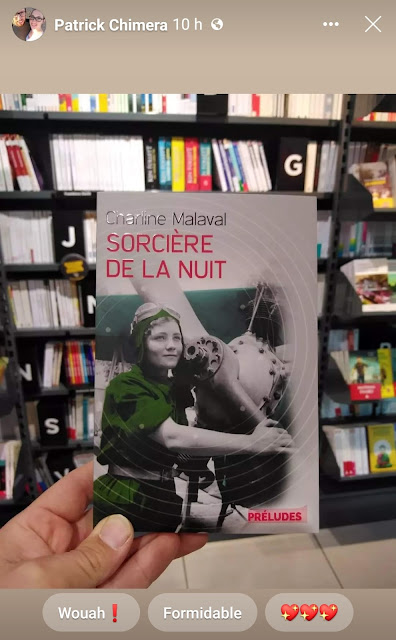 Patrick Chimera 10 h
G
J
N
N
S
Charline Malaval
SORCIÈRE
DE LA NUIT
PRÉLUDES
Wouah❗
Formidable
💖💖💖